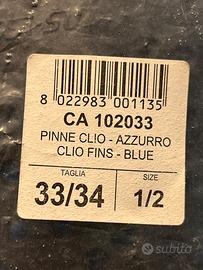 8 022983 001135
CA 102033
PINNE CLIO - AZZURRO
CLIO FINS - BLUE
TAGLIA
SIZE
33/34
1/2
subito